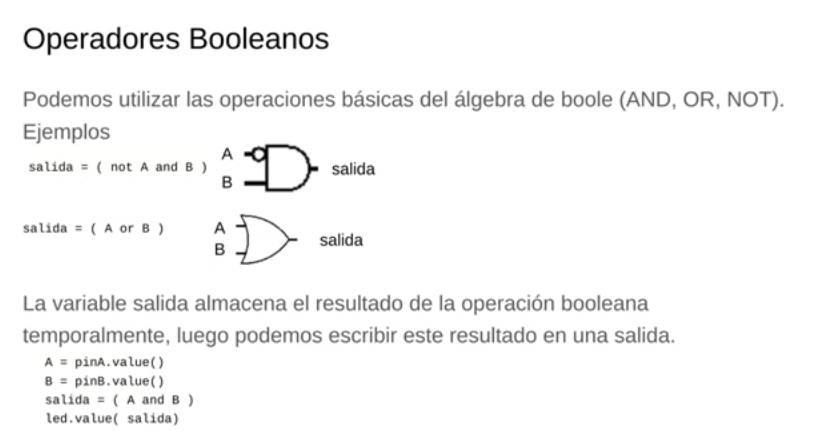 Operadores Booleanos
Podemos utilizar las operaciones básicas del álgebra de boole (AND, OR, NOT).
Ejemplos
salida = ( not A and B )
A
B
salida
salida = ( A or B )
A
B
salida
La variable salida almacena el resultado de la operación booleana
temporalmente, luego podemos escribir este resultado en una salida.
A = pinA.value()
B = pinB.value()
salida = ( A and B )
led.value( salida)